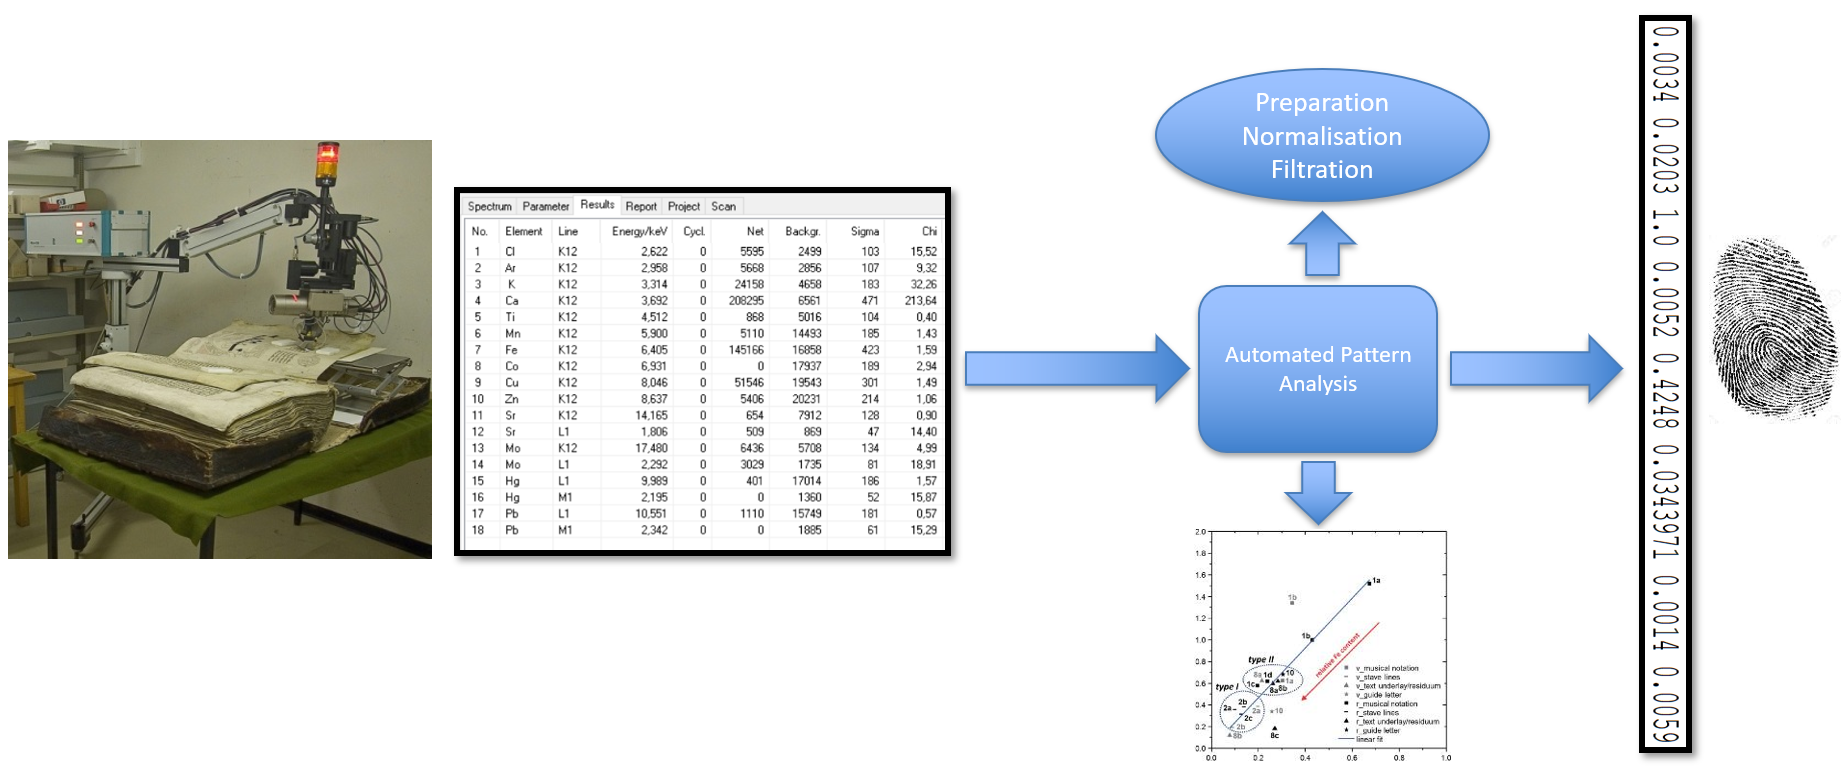 Spectrum Parameter Results Report Project Scan
No. Element Line Energy/keV Cycl. Net Backgr. Sigma Chi
1 Cl K12 2,622 0 5595 2499 103 15,52
2 Ar K12 2,958 0 5668 2856 107 9,32
3 K K12 3,314 0 24158 4658 183 32,26
4 Ca K12 3,692 0 208295 6561 471 213,64
5 Ti K12 4,512 0 868 5016 104 0,40
6 Mn K12 5,900 0 5110 14493 185 1,43
7 Fe K12 6,405 0 145166 16858 423 1,59
8 Co K12 6,931 0 0 17937 189 2,94
9 Cu K12 8,046 0 51546 19543 301 1,49
10 Zn K12 8,637 0 5406 20231 214 1,06
11 Sr K12 14,165 0 654 7912 128 0,90
12 Sr L1 1,806 0 509 869 47 14,40
13 Mo K12 17,480 0 6436 5708 134 4,99
14 Mo L1 2,292 0 3029 1735 81 18,91
15 Hg L1 9,989 0 401 17014 186 1,57
16 Hg M1 2,195 0 0 1360 52 15,87
17 Pb L1 10,551 0 1110 15749 181 0,57
18 Pb M1 2,342 0 0 1885 61 15,29
Preparation
Normalisation
Filtration
Automated Pattern
Analysis
2.0
1.8
1.6
1.4
1.2
1.0
0.8
0.6
0.4
0.2
0.0
0.0 0.2 0.4 0.6 0.8 1.0
1a
1b
1b
relative Fe content
type II
8a 1d 10
1c 8a 8b 1a
type I
2b
2a 2a
2c 10
2b
8b 8c
v_musical notation
v_stave lines
v_text underlay/residuum
v_guide letter
r_musical notation
r_stave lines
r_text underlay/residuum
r_guide letter
linear fit
0.0034 0.0203 1.0 0.0052 0.4248 0.0343971 0.0014 0.0059